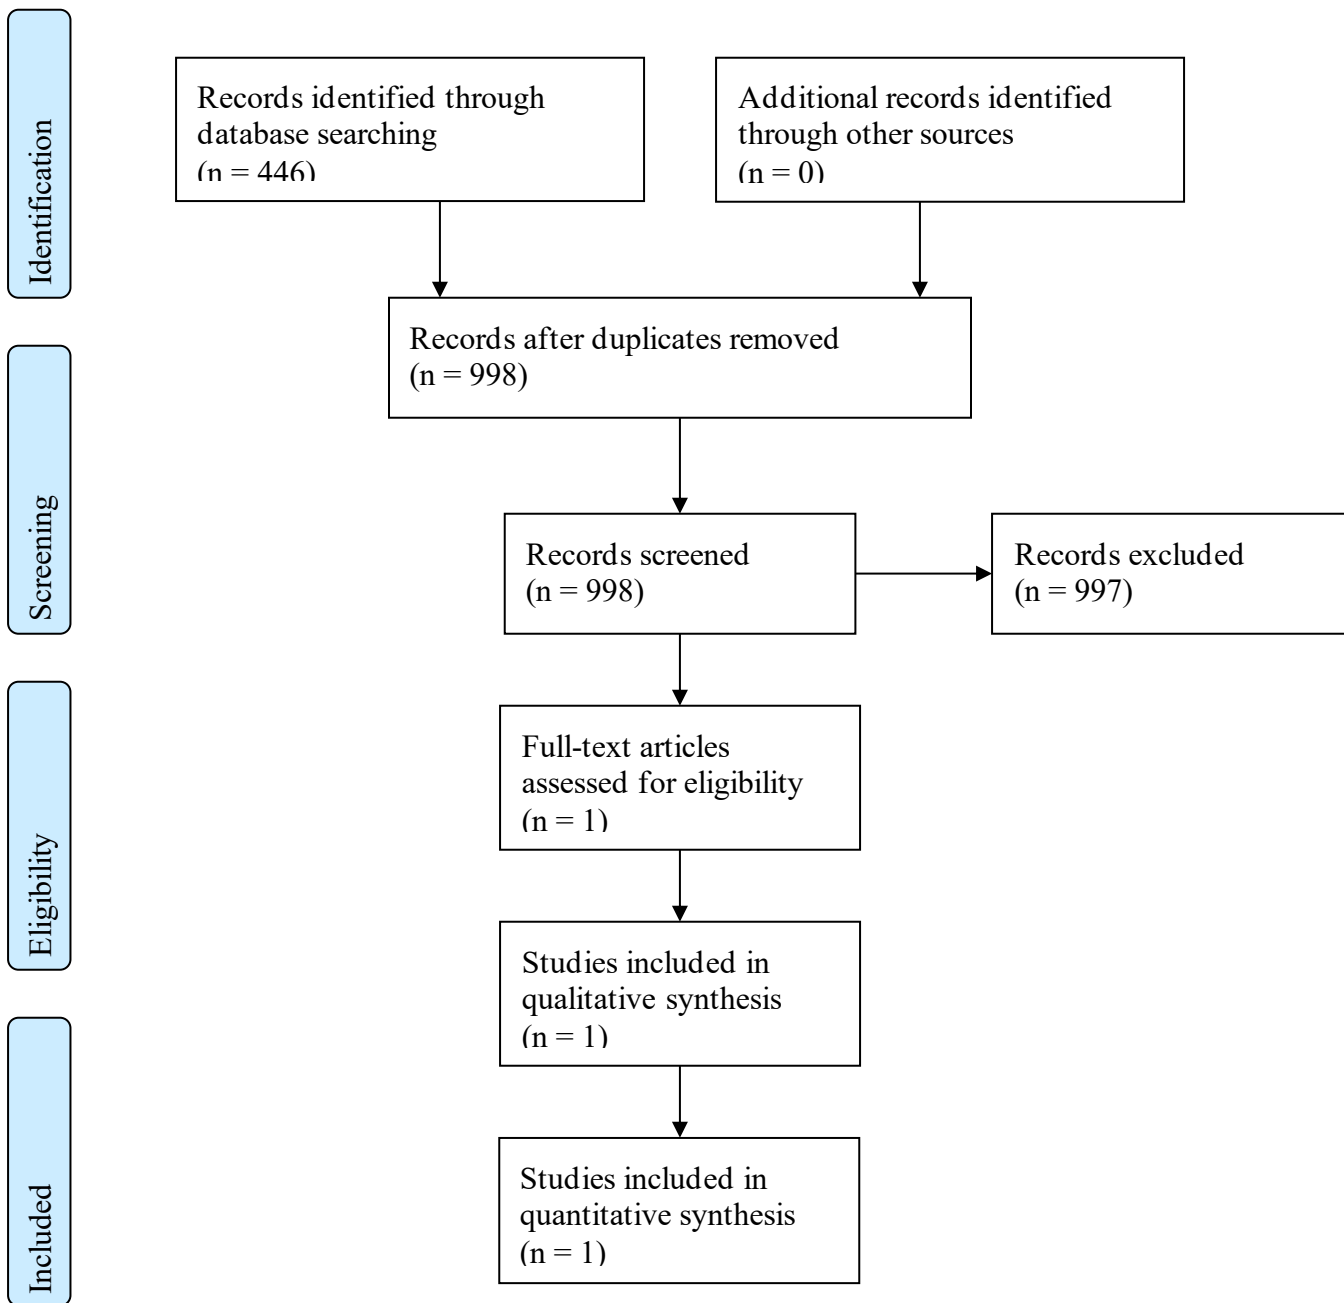 Identification
Records identified through
database searching
(n = 446)
Additional records identified
through other sources
(n = 0)
Records after duplicates removed
(n = 998)
Screening
Records screened
(n = 998)
Records excluded
(n = 997)
Eligibility
Full-text articles
assessed for eligibility
(n = 1)
Studies included in
qualitative synthesis
(n = 1)
Included
Studies included in
quantitative synthesis
(n = 1)